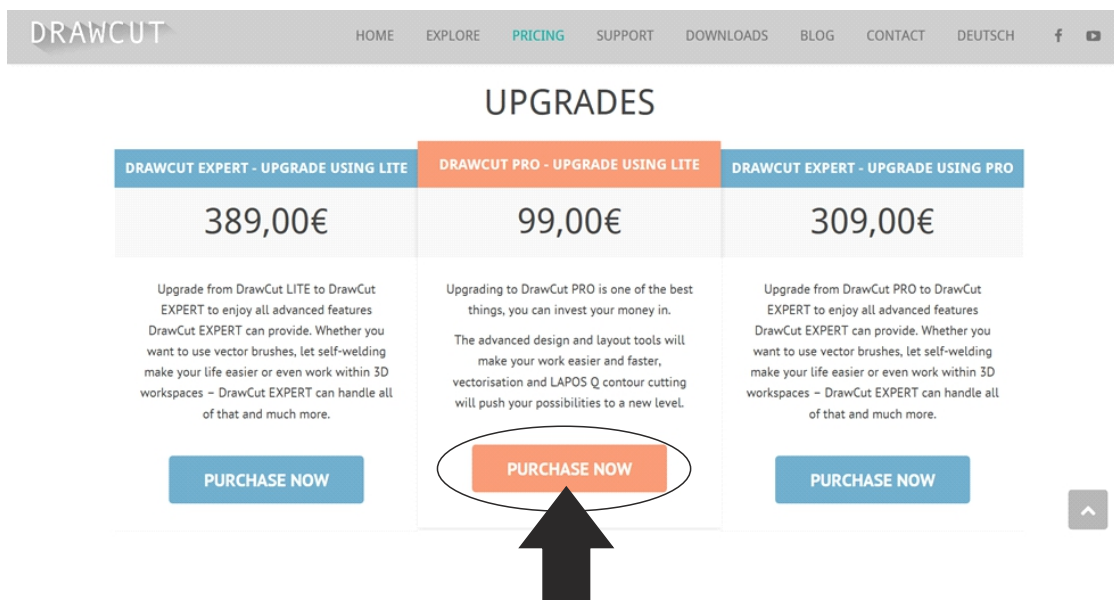 DRAWCUT
HOME EXPLORE PRICING SUPPORT DOWNLOADS BLOG CONTACT DEUTSCH
UPGRADES
DRAWCUT EXPERT - UPGRADE USING LITE
389,00€
Upgrade from DrawCut LITE to DrawCut
EXPERT to enjoy all advanced features
DrawCut EXPERT can provide. Whether you
want to use vector brushes, let self-welding
make your life easier or even work within 3D
workspaces – DrawCut EXPERT can handle all
of that and much more.
PURCHASE NOW
DRAWCUT PRO - UPGRADE USING LITE
99,00€
Upgrading to DrawCut PRO is one of the best
things, you can invest your money in.
The advanced design and layout tools will
make your work easier and faster,
vectorisation and LAPOS Q contour cutting
will push your possibilities to a new level.
PURCHASE NOW
DRAWCUT EXPERT - UPGRADE USING PRO
309,00€
Upgrade from DrawCut PRO to DrawCut
EXPERT to enjoy all advanced features
DrawCut EXPERT can provide. Whether you
want to use vector brushes, let self-welding
make your life easier or even work within 3D
workspaces – DrawCut EXPERT can handle all
of that and much more.
PURCHASE NOW